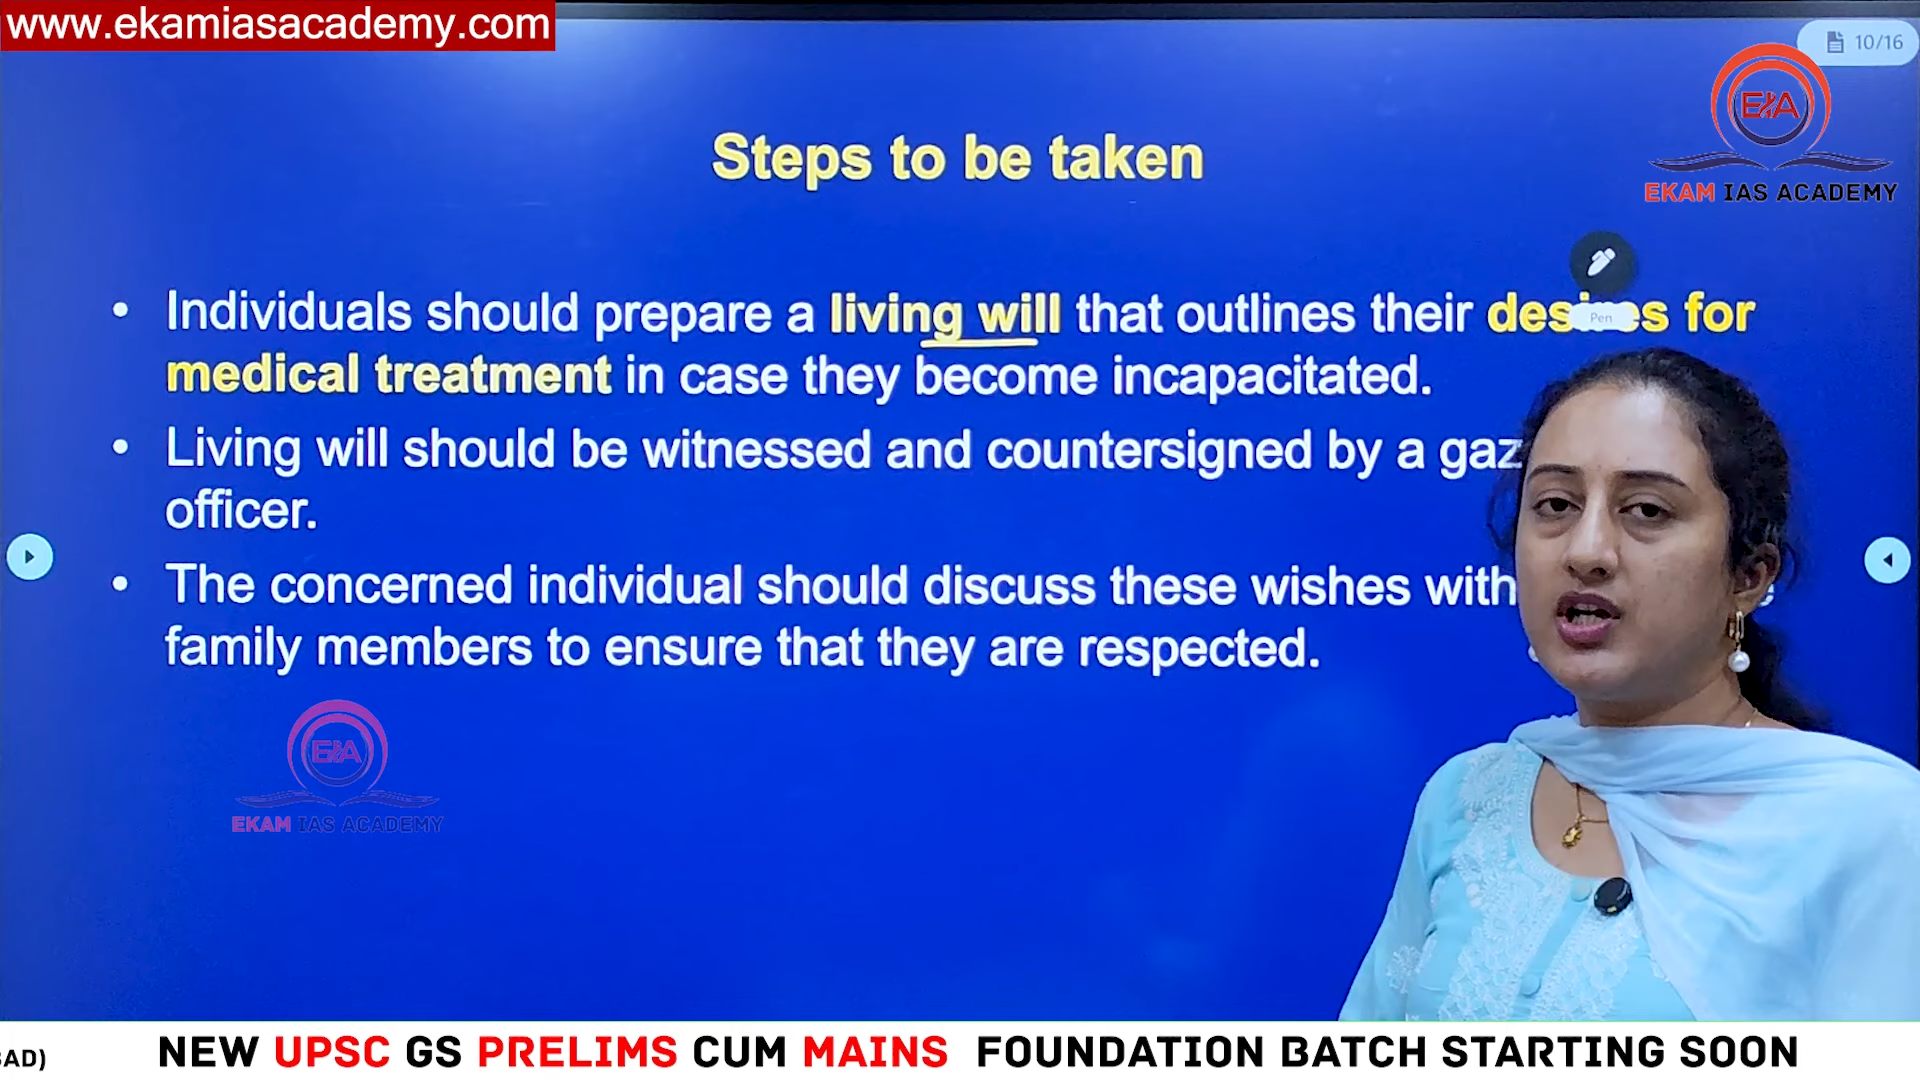 www.ekamiasacademy.com
10/16
EIA
EKAM IAS ACADEMY
Steps to be taken
Pen
• Individuals should prepare a living will that outlines their for
medical treatment in case they become incapacitated.
• Living will should be witnessed and countersigned by a
officer.
• The concerned individual should discuss these wishes with
family members to ensure that they are respected.
EIA
EKAM IAS ACADEMY
NEW UPSC GS PRELIMS CUM MAINS FOUNDATION BATCH STARTING SOON